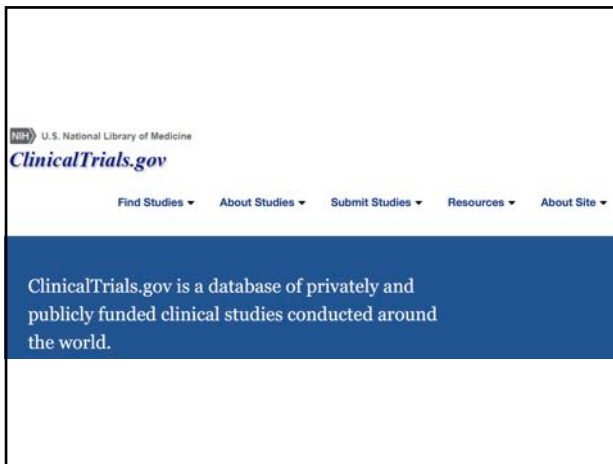 NIH U.S. National Library of Medicine
ClinicalTrials.gov
Find Studies About Studies Submit Studies Resources About Site
ClinicalTrials.gov is a database of privately and
publicly funded clinical studies conducted around
the world.